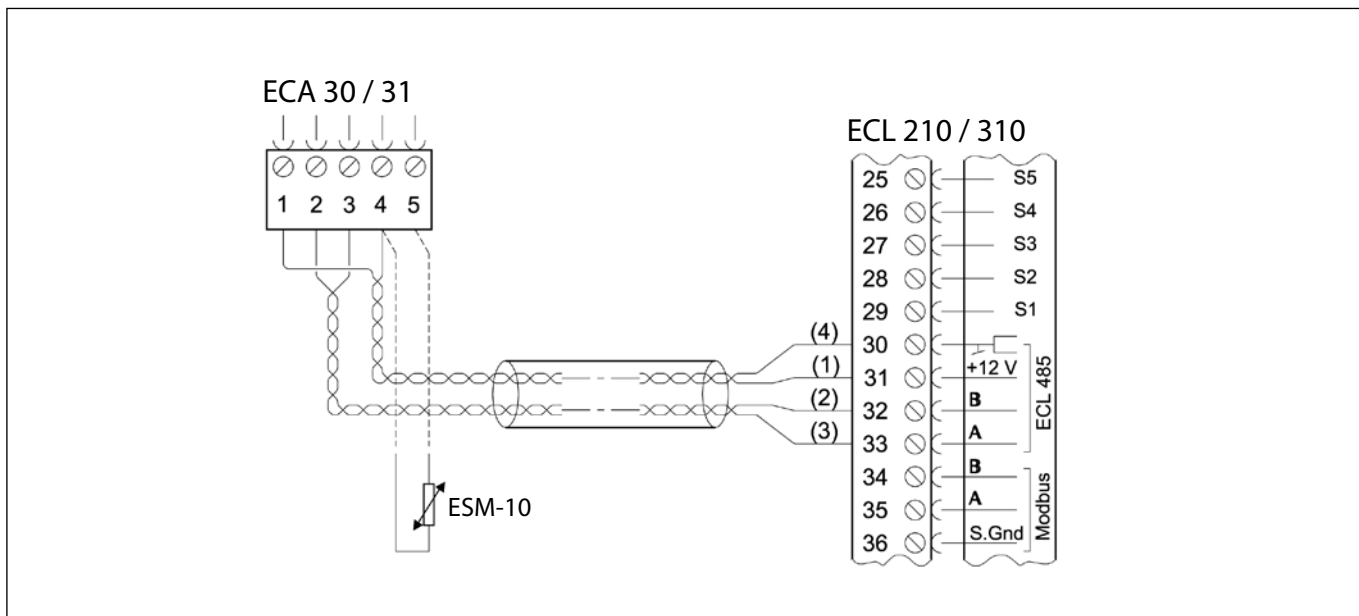 ECA 30 / 31
1 2 3 4 5
ESM-10
ECL 210 / 310
25 S5
26 S4
27 S3
28 S2
29 S1
(4) 30
+12 V
(1) 31
(2) 32 B
(3) 33 A
ECL 485
34 B
35 A
36 S.Gnd
Modbus